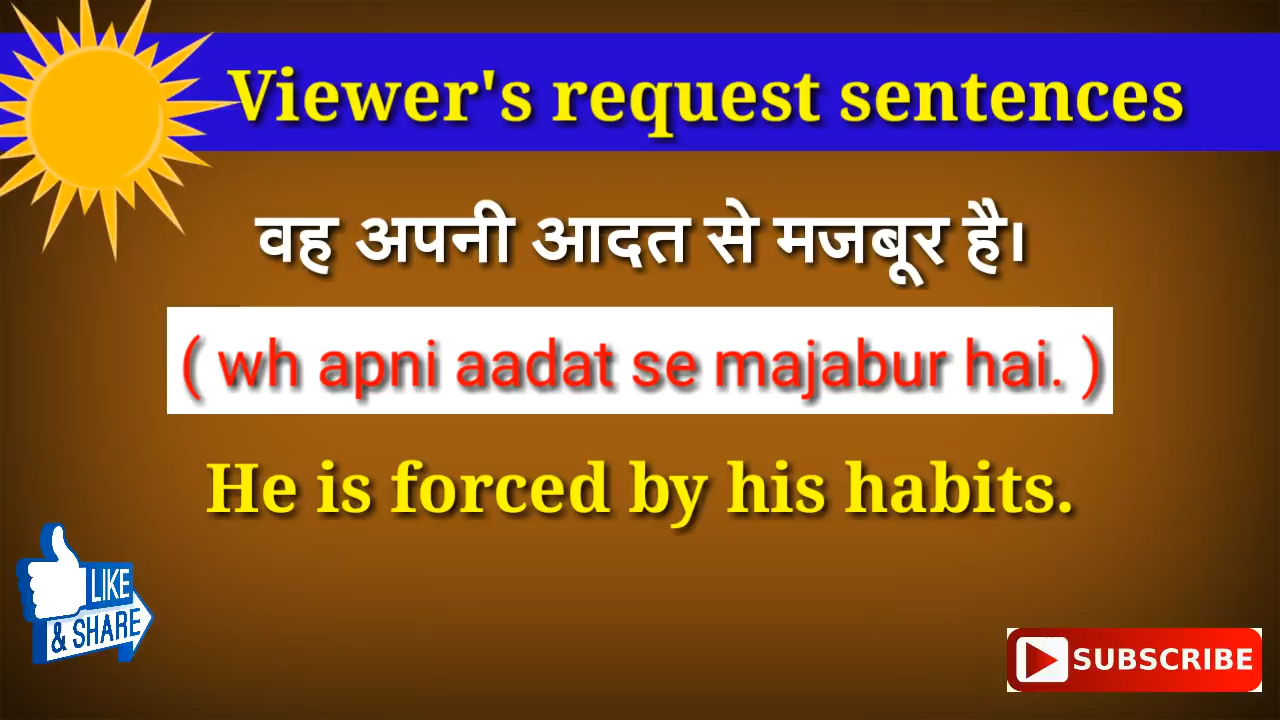 Viewer's request sentences
वह अपनी आदत से मजबूर है।
( wh apni aadat se majabur hai. )
He is forced by his habits.
LIKE
& SHARE
SUBSCRIBE